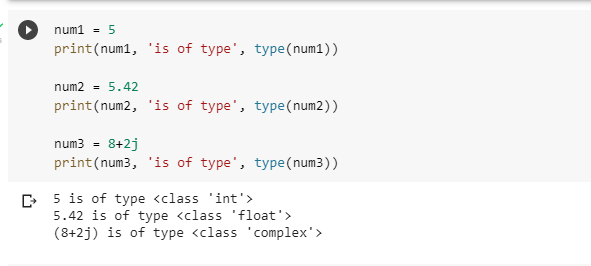 num1 = 5
print(num1, 'is of type', type(num1))
num2 = 5.42
print(num2, 'is of type', type(num2))
num3 = 8+2j
print(num3, 'is of type', type(num3))
5 is of type <class 'int'>
5.42 is of type <class 'float'>
(8+2j) is of type <class 'complex'>